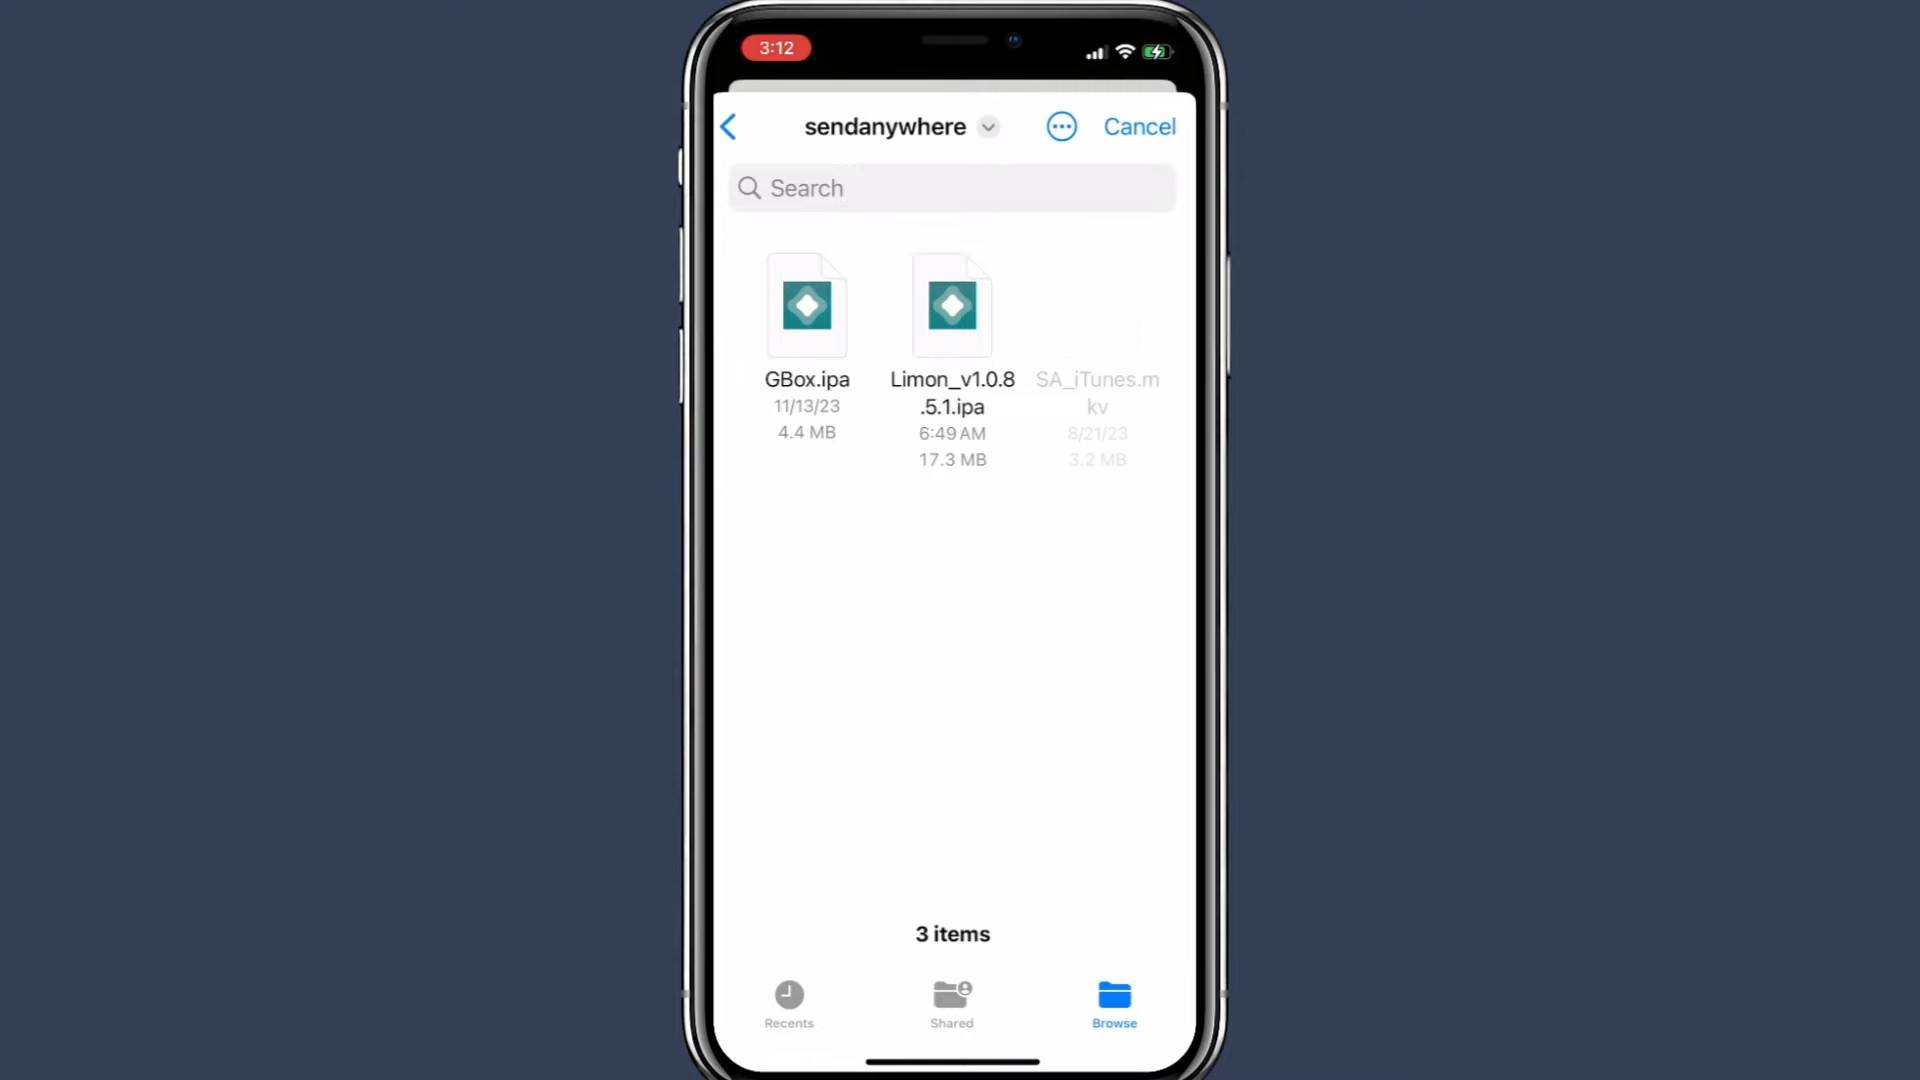 3:12
sendanywhere
Cancel
Search
GBox.ipa
11/13/23
4.4 MB
Limon_v1.0.8
.5.1.ipa
6:49 AM
17.3 MB
SA_iTunes.m
kv
8/21/23
3.2 MB
3 items
Recents
Shared
Browse